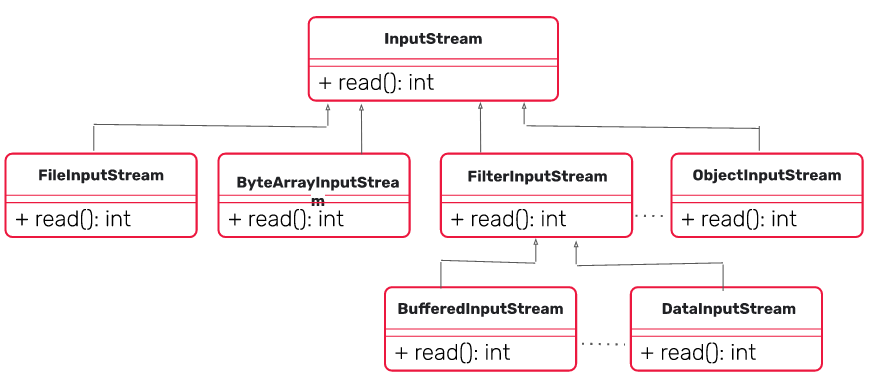 InputStream
+ read(): int
FileInputStream
+ read(): int
ByteArrayInputStrea
m
+ read(): int
FilterInputStream
+ read(): int
.....
ObjectInputStream
+ read(): int
BufferedInputStream
+ read(): int
.......
DataInputStream
+ read(): int